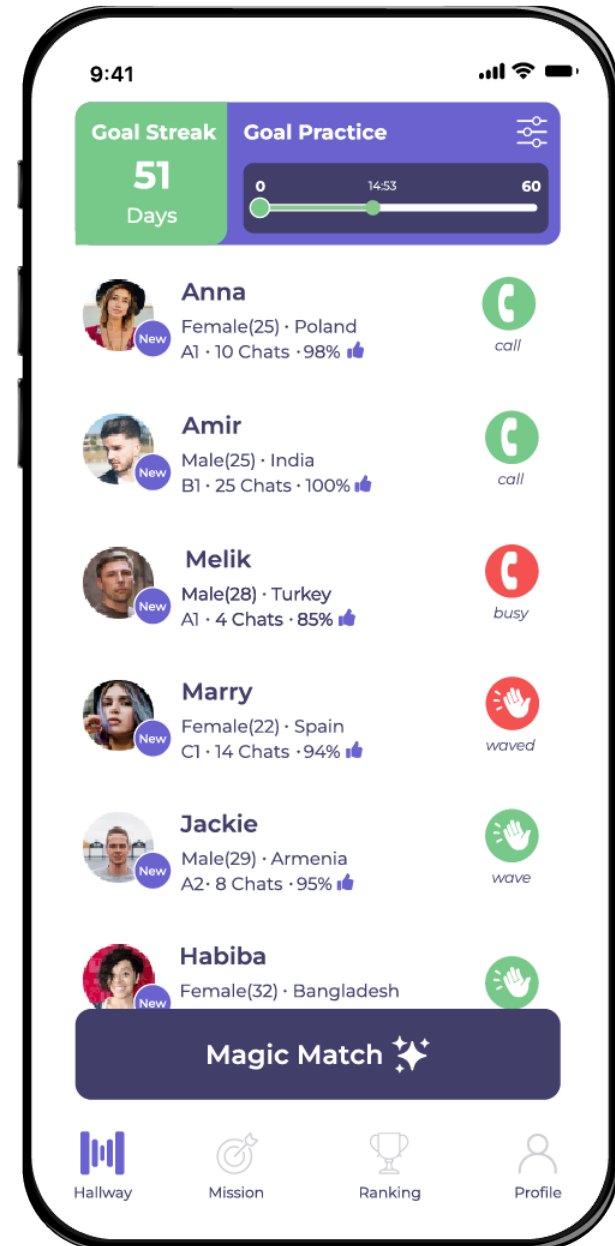 9:41
Goal Streak
51
Days
Goal Practice
0 14:53 60
Anna
New
Female(25) · Poland
A1 · 10 Chats · 98%
call
Amir
New
Male(25) · India
B1 · 25 Chats · 100%
call
Melik
New
Male(28) · Turkey
A1 · 4 Chats · 85%
busy
Marry
New
Female(22) · Spain
C1 · 14 Chats · 94%
waved
Jackie
New
Male(29) · Armenia
A2· 8 Chats · 95%
wave
Habiba
New
Female(32) · Bangladesh
Magic Match
Hallway Mission Ranking Profile